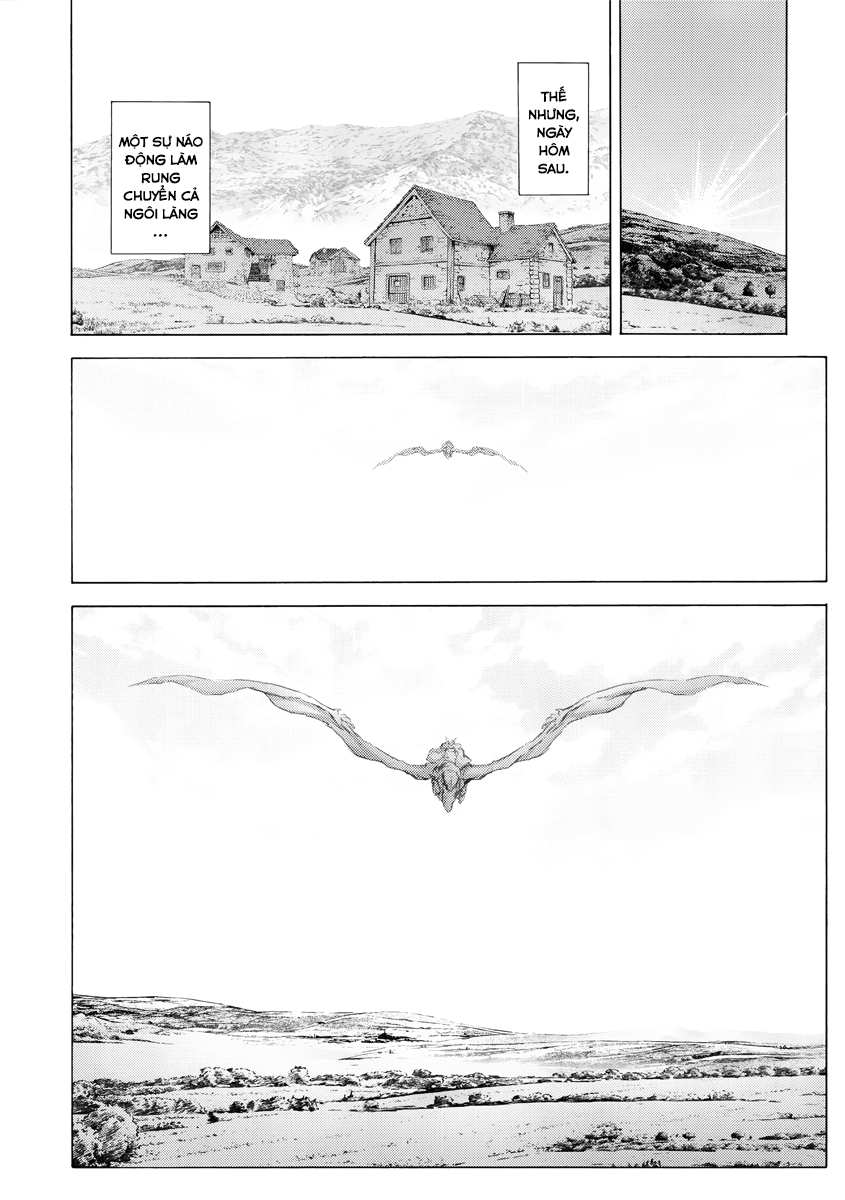 THẾ
NHƯNG,
NGÀY
HÔM
SAU.
MỘT SỰ NÁO
ĐỘNG LÀM
RUNG
CHUYỂN CẢ
NGÔI LÀNG
...